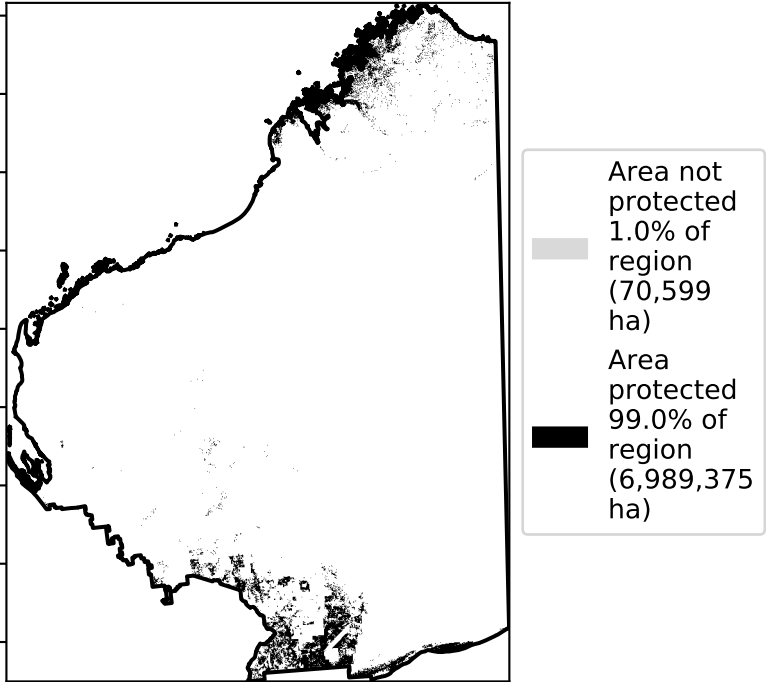 Area not
protected
1.0% of
region
(70,599
ha)
Area
protected
99.0% of
region
(6,989,375
ha)